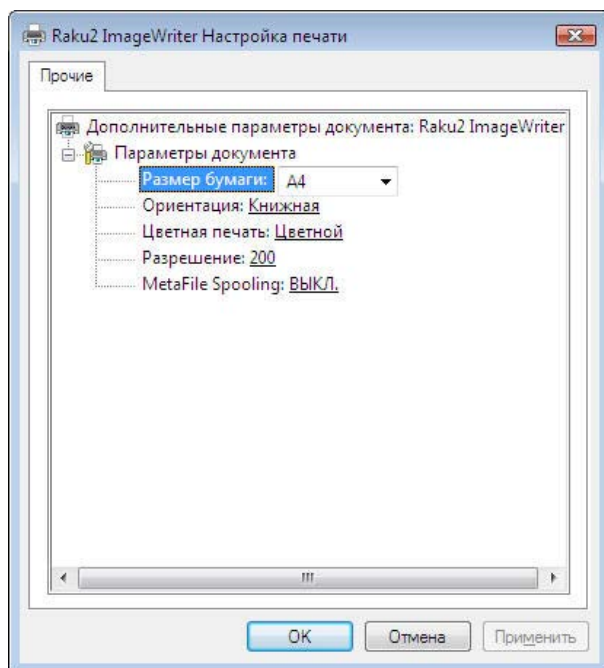 Raku2 ImageWriter Настройка печати
Прочие
Дополнительные параметры документа: Raku2 ImageWriter
Параметры документа
Размер бумаги: A4
Ориентация: Книжная
Цветная печать: Цветной
Разрешение: 200
MetaFile Spooling: ВЫКЛ.
OK Отмена Применить